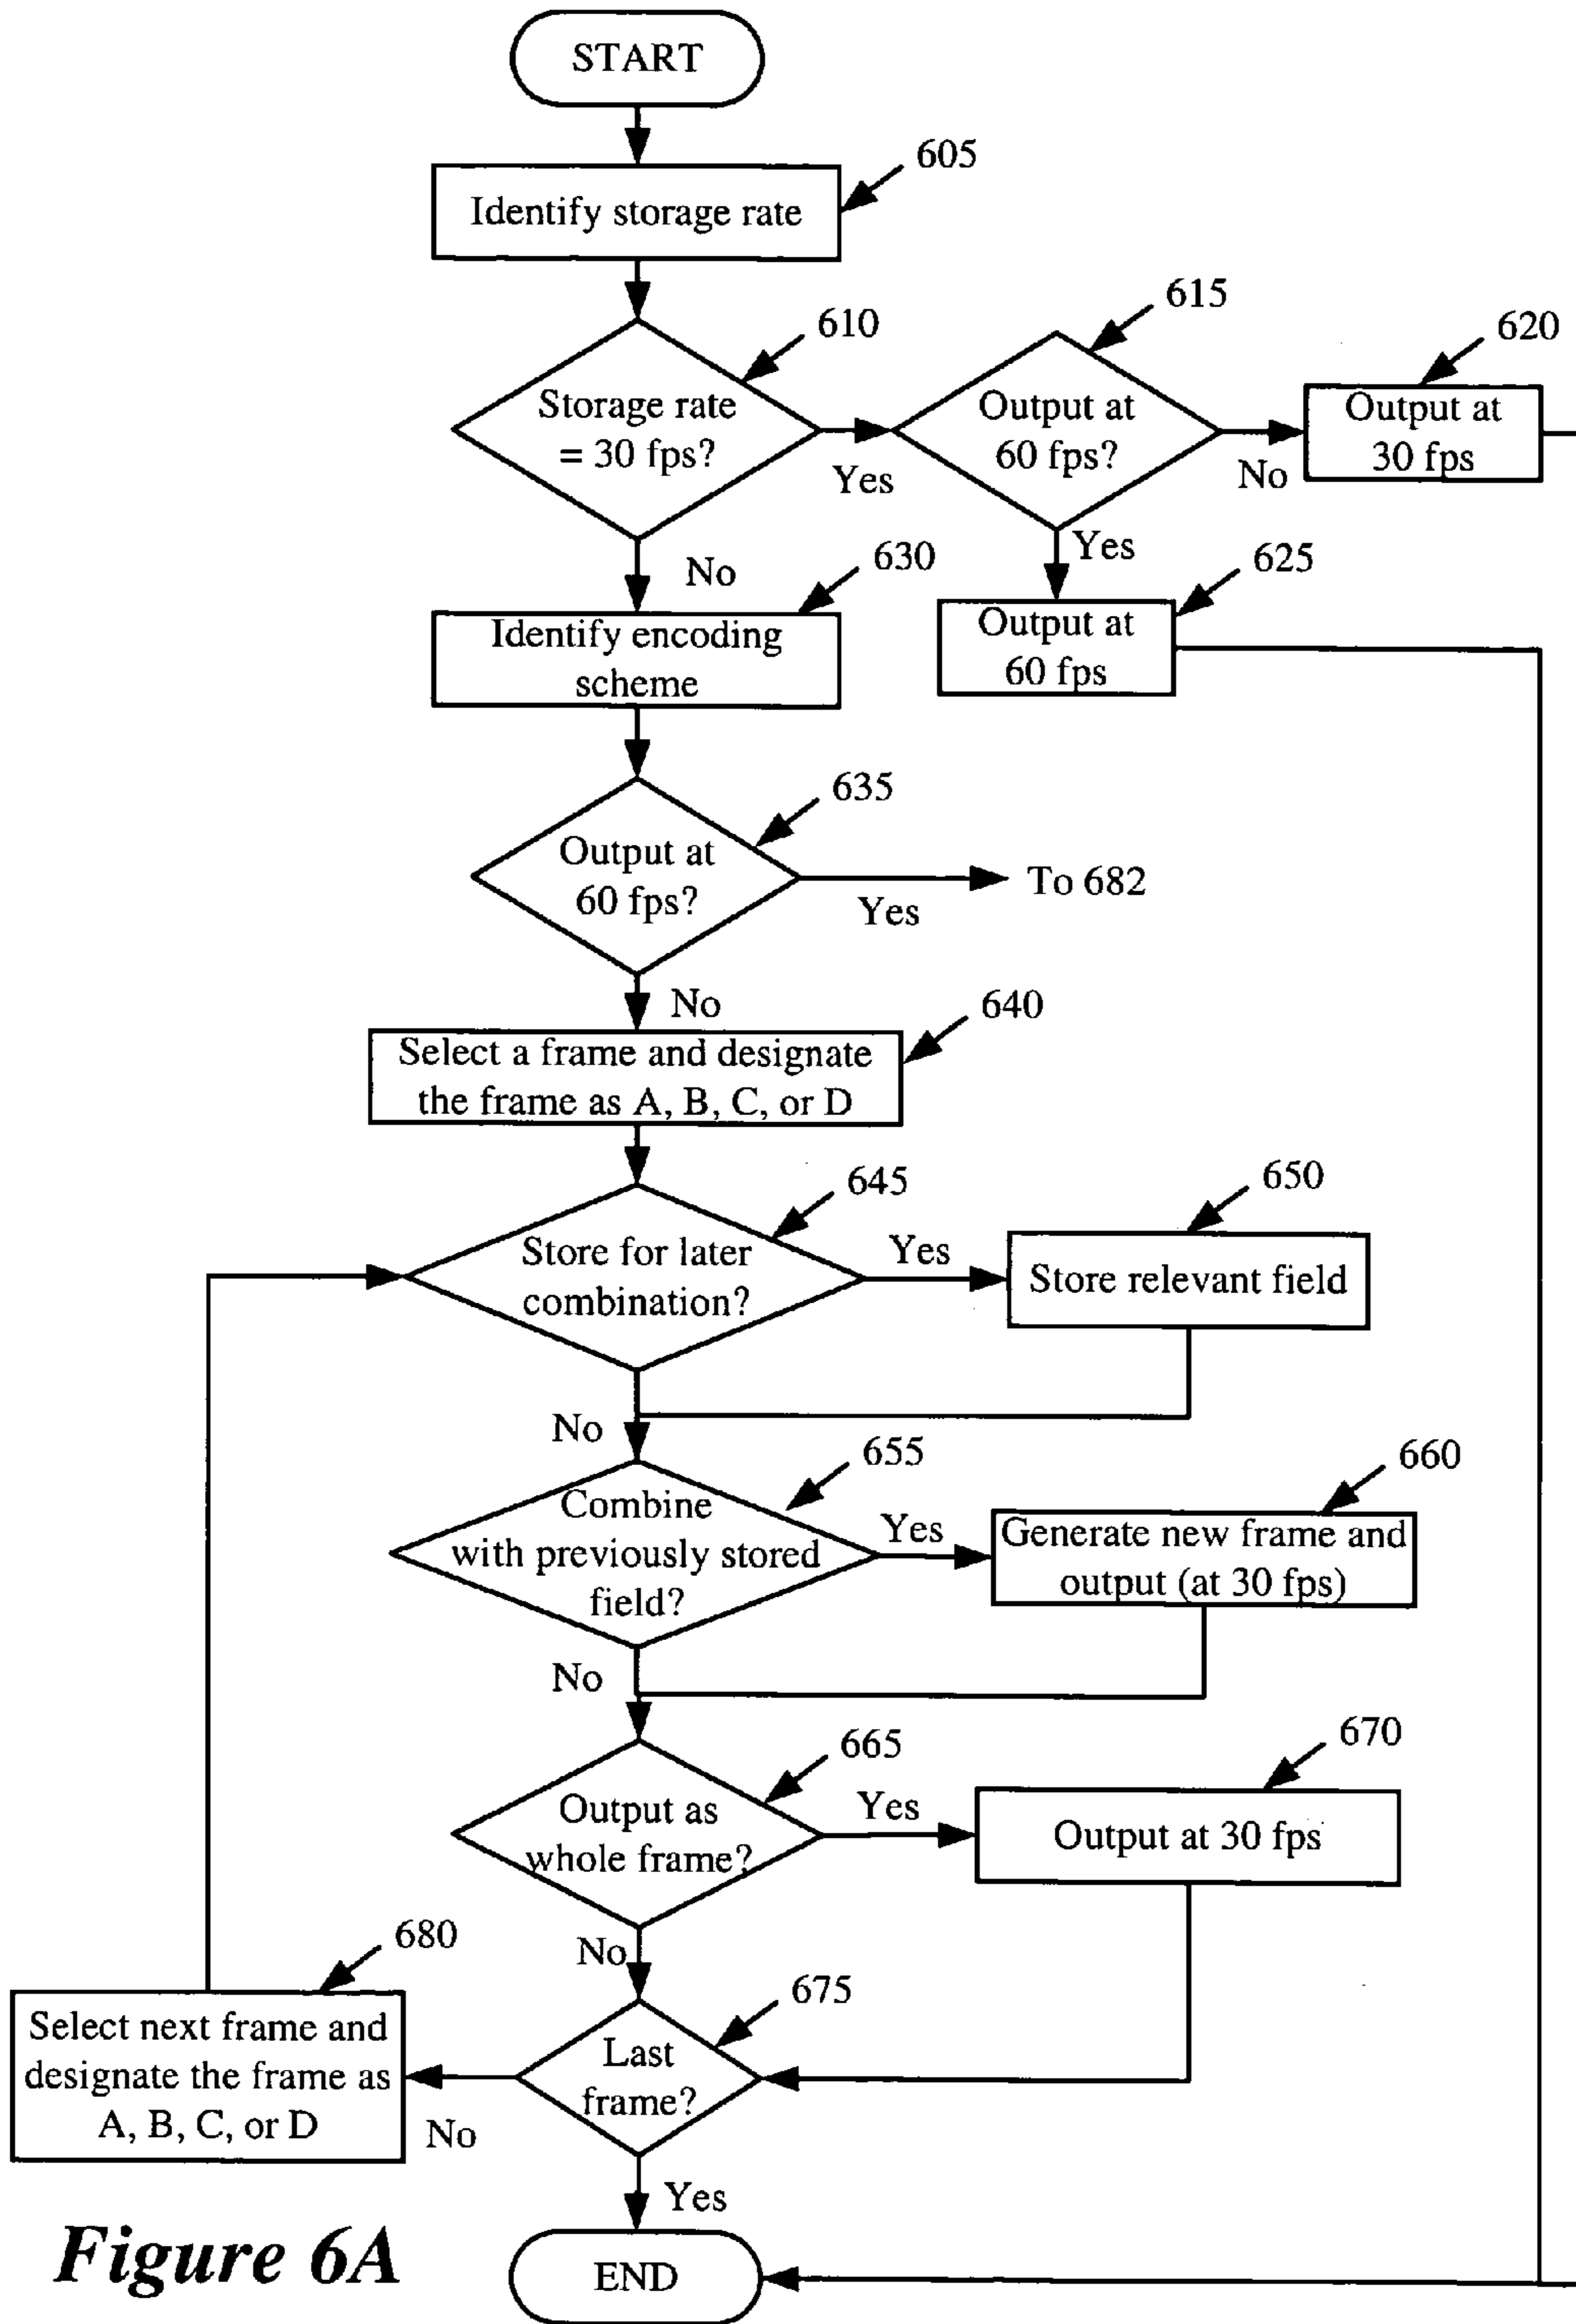 START
605
Identify storage rate
610
Storage rate
= 30 fps?
Yes
615
Output at
60 fps?
No
620
Output at
30 fps
Yes
625
Output at
60 fps
No
630
Identify encoding
scheme
635
Output at
60 fps?
Yes
To 682
No
640
Select a frame and designate
the frame as A, B, C, or D
645
Store for later
combination?
Yes
650
Store relevant field
No
655
Combine
with previously stored
field?
Yes
660
Generate new frame and
output (at 30 fps)
No
665
Output as
whole frame?
Yes
670
Output at 30 fps
No
675
Last
frame?
No
680
Select next frame and
designate the frame as
A, B, C, or D
Yes
END
Figure 6A